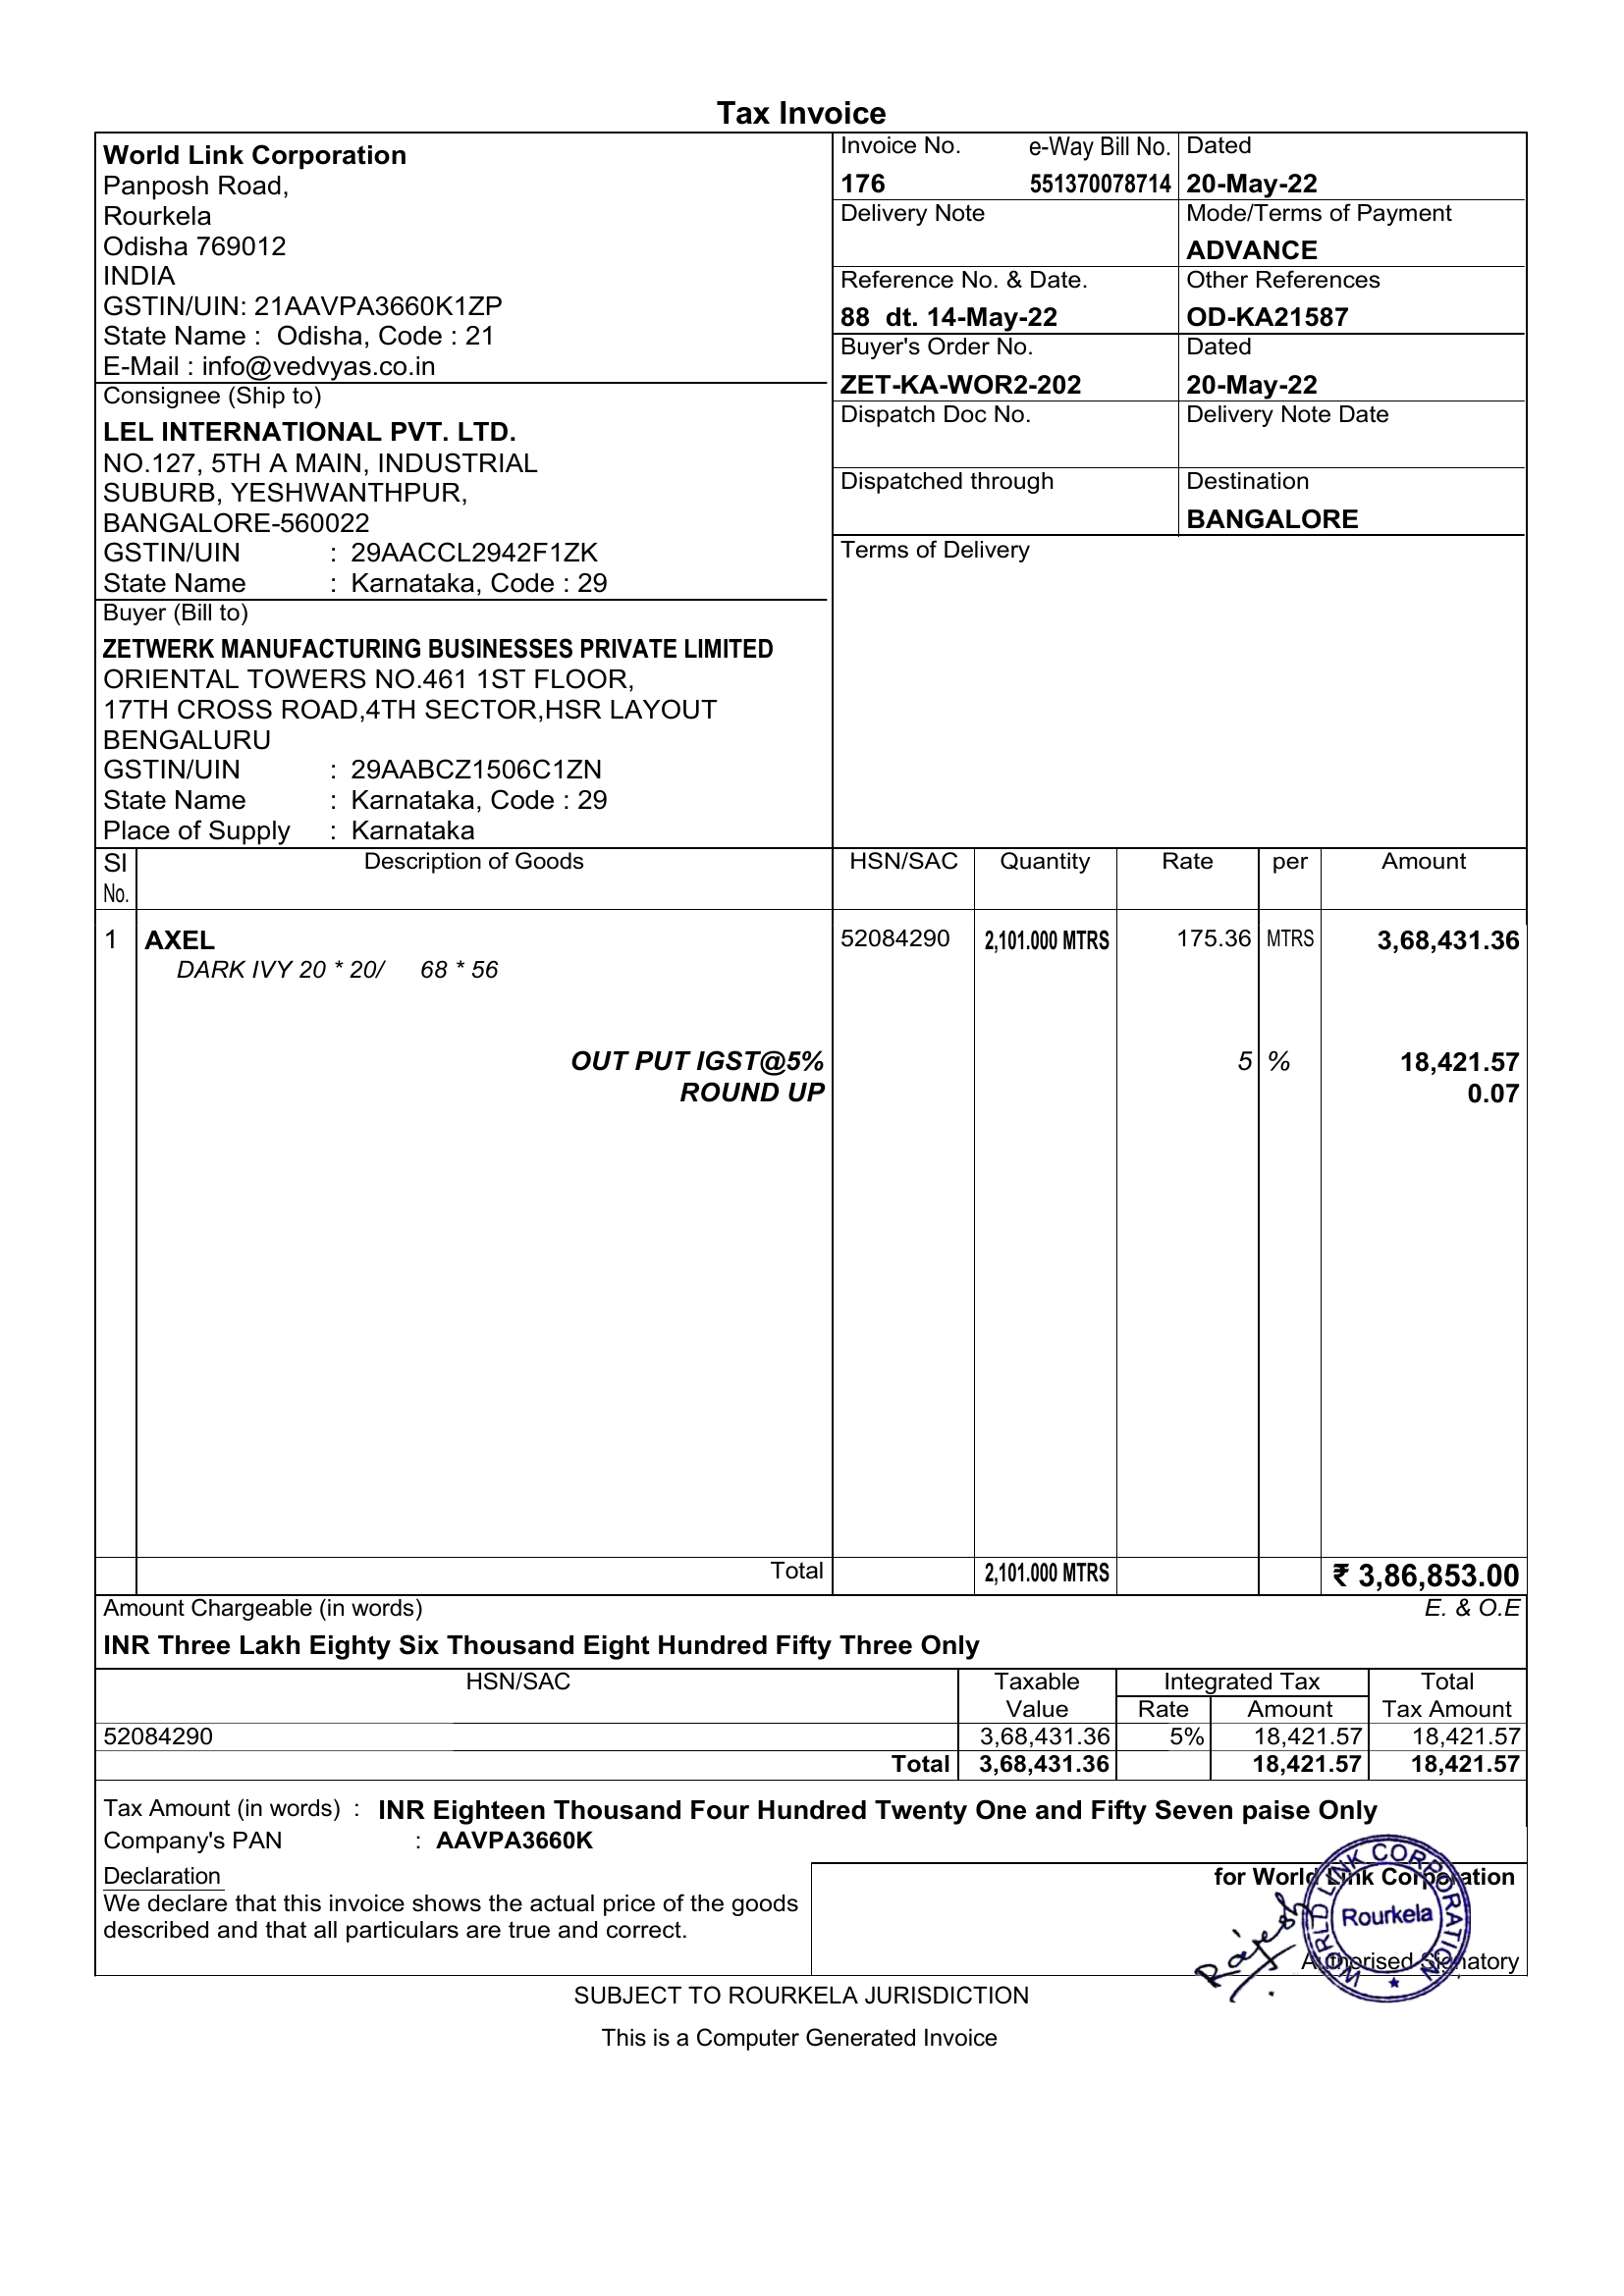 Tax Invoice
World Link Corporation
Panposh Road,
Rourkela
Odisha 769012
INDIA
GSTIN/UIN: 21AAVPA3660K1ZP
State Name : Odisha, Code : 21
E-Mail : info@vedvyas.co.in
Invoice No. e-Way Bill No. Dated
176 551370078714 20-May-22
Delivery Note Mode/Terms of Payment
ADVANCE
Reference No. & Date. Other References
88 dt. 14-May-22 OD-KA21587
Buyer's Order No. Dated
ZET-KA-WOR2-202 20-May-22
Dispatch Doc No. Delivery Note Date
Dispatched through Destination
BANGALORE
Terms of Delivery
Consignee (Ship to)
LEL INTERNATIONAL PVT. LTD.
NO.127, 5TH A MAIN, INDUSTRIAL
SUBURB, YESHWANTHPUR,
BANGALORE-560022
GSTIN/UIN : 29AACCL2942F1ZK
State Name : Karnataka, Code : 29
Buyer (Bill to)
ZETWERK MANUFACTURING BUSINESSES PRIVATE LIMITED
ORIENTAL TOWERS NO.461 1ST FLOOR,
17TH CROSS ROAD,4TH SECTOR,HSR LAYOUT
BENGALURU
GSTIN/UIN : 29AABCZ1506C1ZN
State Name : Karnataka, Code : 29
Place of Supply : Karnataka
SI Description of Goods HSN/SAC Quantity Rate per Amount
No.
1 AXEL 52084290 2,101.000 MTRS 175.36 MTRS 3,68,431.36
DARK IVY 20 * 20/ 68 * 56
OUT PUT IGST@5% 5 % 18,421.57
ROUND UP 0.07
Total 2,101.000 MTRS ₹ 3,86,853.00
Amount Chargeable (in words) E. & O.E
INR Three Lakh Eighty Six Thousand Eight Hundred Fifty Three Only
HSN/SAC Taxable Integrated Tax Total
Value Rate Amount Tax Amount
52084290 3,68,431.36 5% 18,421.57 18,421.57
Total 3,68,431.36 18,421.57 18,421.57
Tax Amount (in words) : INR Eighteen Thousand Four Hundred Twenty One and Fifty Seven paise Only
Company's PAN : AAVPA3660K
Declaration
We declare that this invoice shows the actual price of the goods
described and that all particulars are true and correct.
for World Link Corporation
WORLD LINK CORPORATION
Rourkela
Rajesh
Authorised Signatory
SUBJECT TO ROURKELA JURISDICTION
This is a Computer Generated Invoice